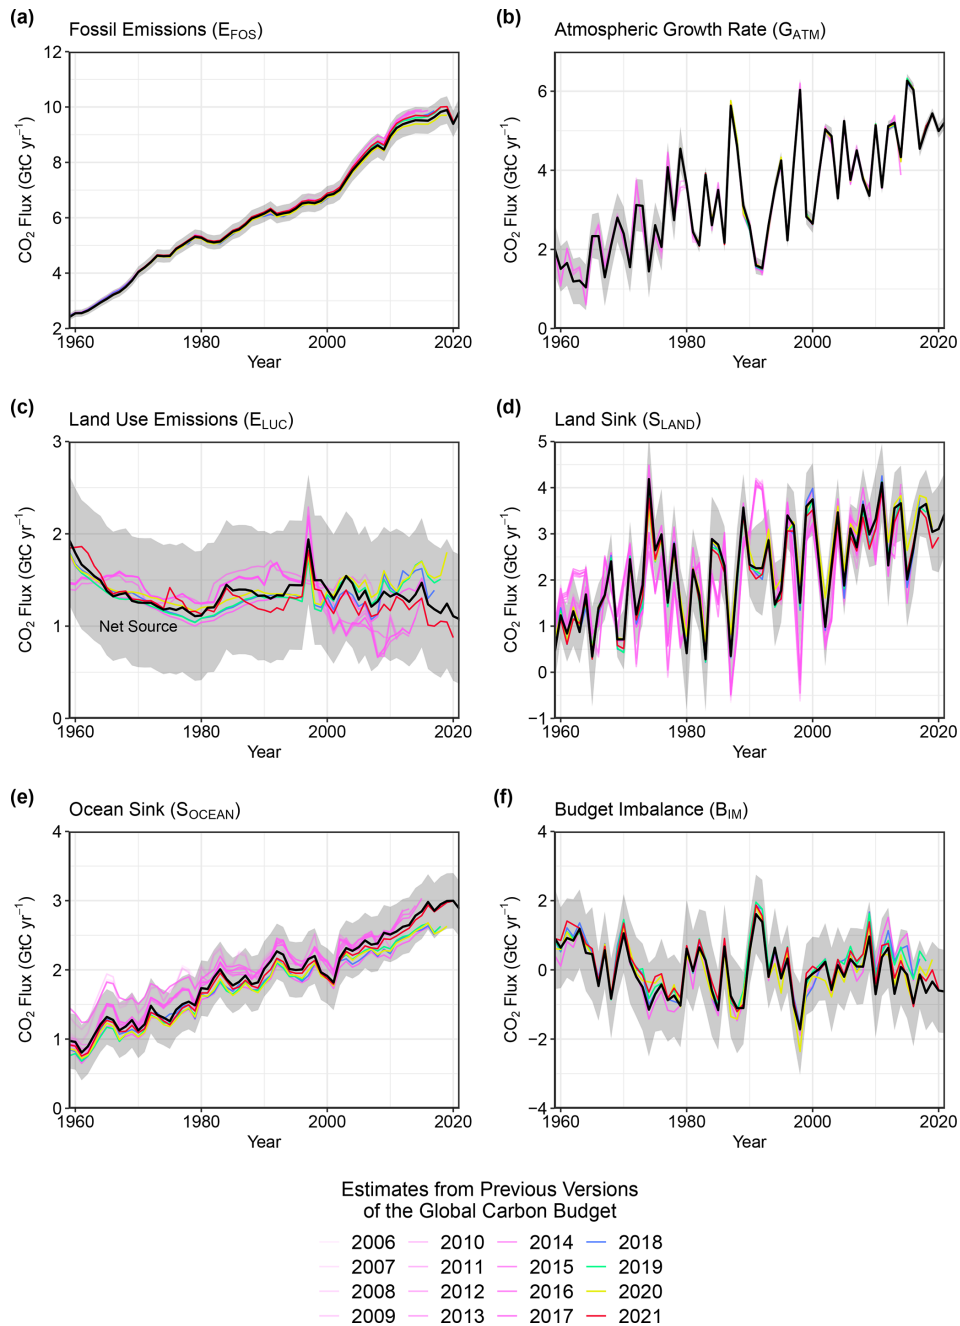 (a)
Fossil Emissions (E_FOS)
CO₂ Flux (GtC yr⁻¹)
12
10
8
6
4
2
1960 1980 2000 2020
Year
(b)
Atmospheric Growth Rate (G_ATM)
CO₂ Flux (GtC yr⁻¹)
6
4
2
0
1960 1980 2000 2020
Year
(c)
Land Use Emissions (E_LUC)
CO₂ Flux (GtC yr⁻¹)
3
2
1
0
Net Source
1960 1980 2000 2020
Year
(d)
Land Sink (S_LAND)
CO₂ Flux (GtC yr⁻¹)
5
4
3
2
1
0
−1
1960 1980 2000 2020
Year
(e)
Ocean Sink (S_OCEAN)
CO₂ Flux (GtC yr⁻¹)
4
3
2
1
0
1960 1980 2000 2020
Year
(f)
Budget Imbalance (B_IM)
CO₂ Flux (GtC yr⁻¹)
4
2
0
−2
−4
1960 1980 2000 2020
Year
Estimates from Previous Versions
of the Global Carbon Budget
2006 2010 2014 2018
2007 2011 2015 2019
2008 2012 2016 2020
2009 2013 2017 2021